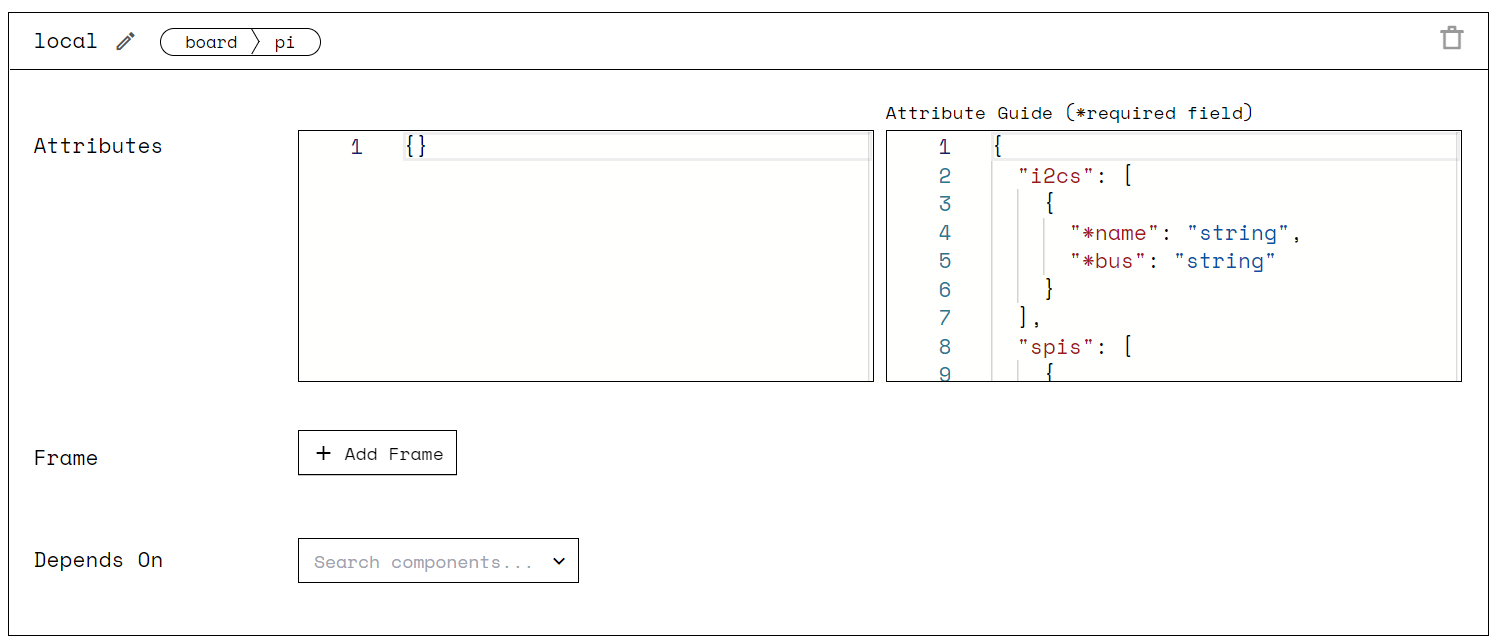 local board pi
Attribute Guide (*required field)
Attributes
1 {}
1 {
2 "i2cs": [
3 {
4 "*name": "string",
5 "*bus": "string"
6 }
7 ],
8 "spis": [
9 {
Frame
+ Add Frame
Depends On
Search components...